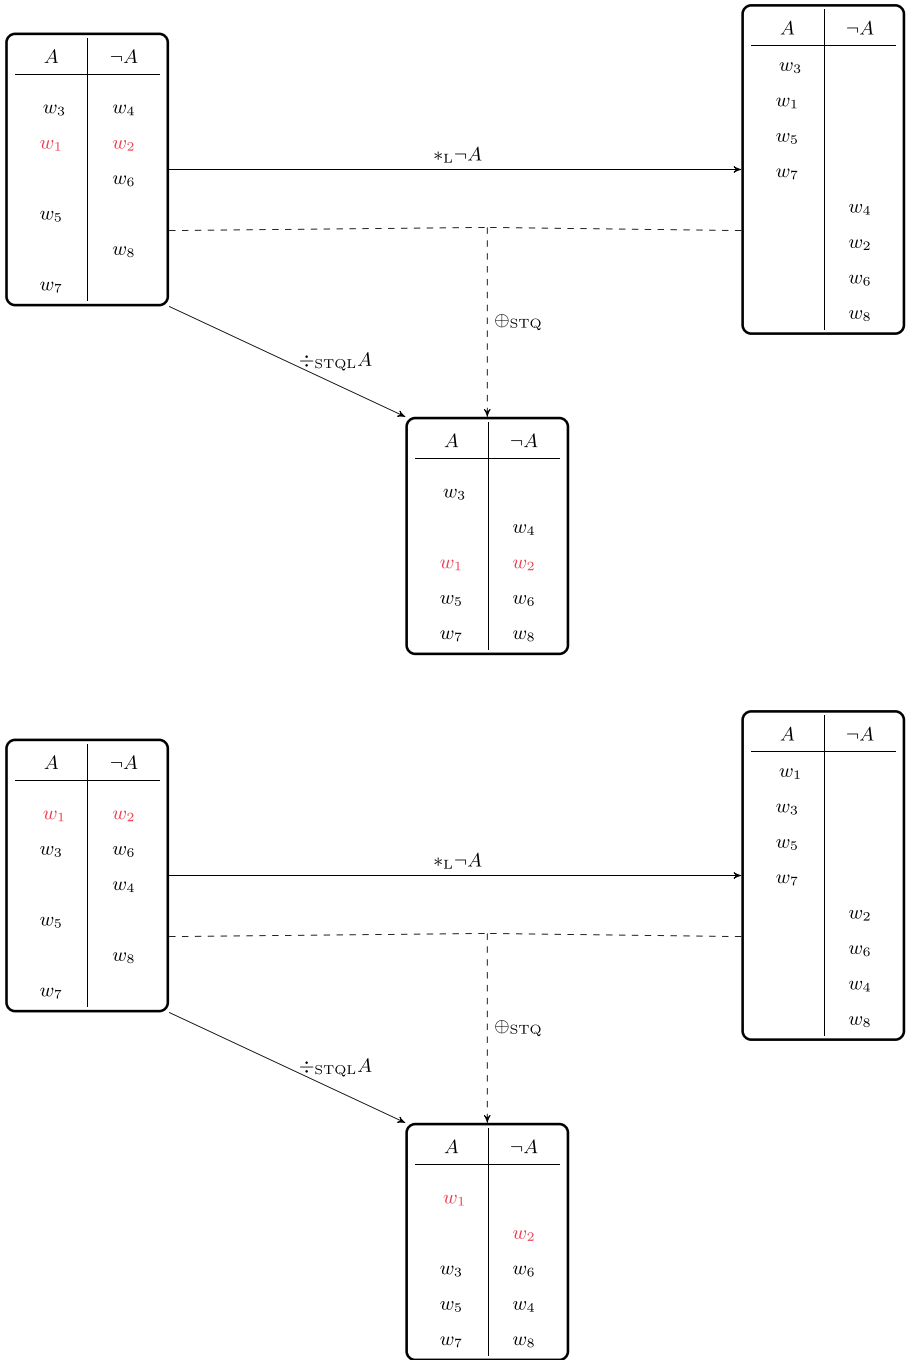 A ¬A
w₃
w₁
w₅
w₇
w₄
w₂
w₆
w₈
A ¬A
w₃ w₄
w₁ w₂
w₆
w₅
w₈
w₇
*L¬A
⊕STQ
÷STQL A
A ¬A
w₃
w₄
w₁ w₂
w₅ w₆
w₇ w₈
A ¬A
w₁
w₃
w₅
w₇
w₂
w₆
w₄
w₈
A ¬A
w₁ w₂
w₃ w₆
w₄
w₅
w₈
w₇
*L¬A
⊕STQ
÷STQL A
A ¬A
w₁
w₂
w₃ w₆
w₅ w₄
w₇ w₈